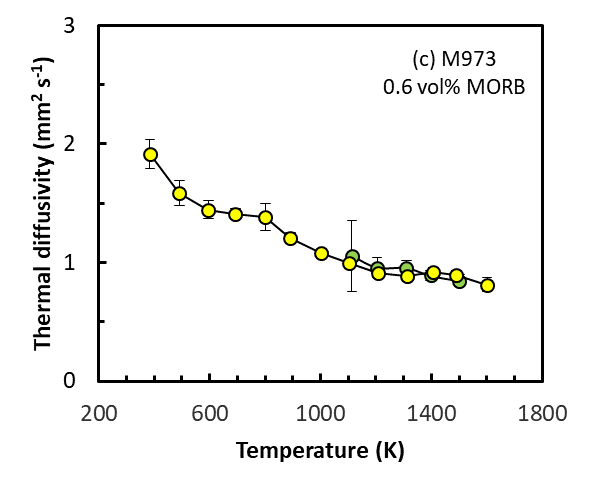 3
(c) M973
0.6 vol% MORB
2
Thermal diffusivity (mm² s⁻¹)
1
0
200 600 1000 1400 1800
Temperature (K)